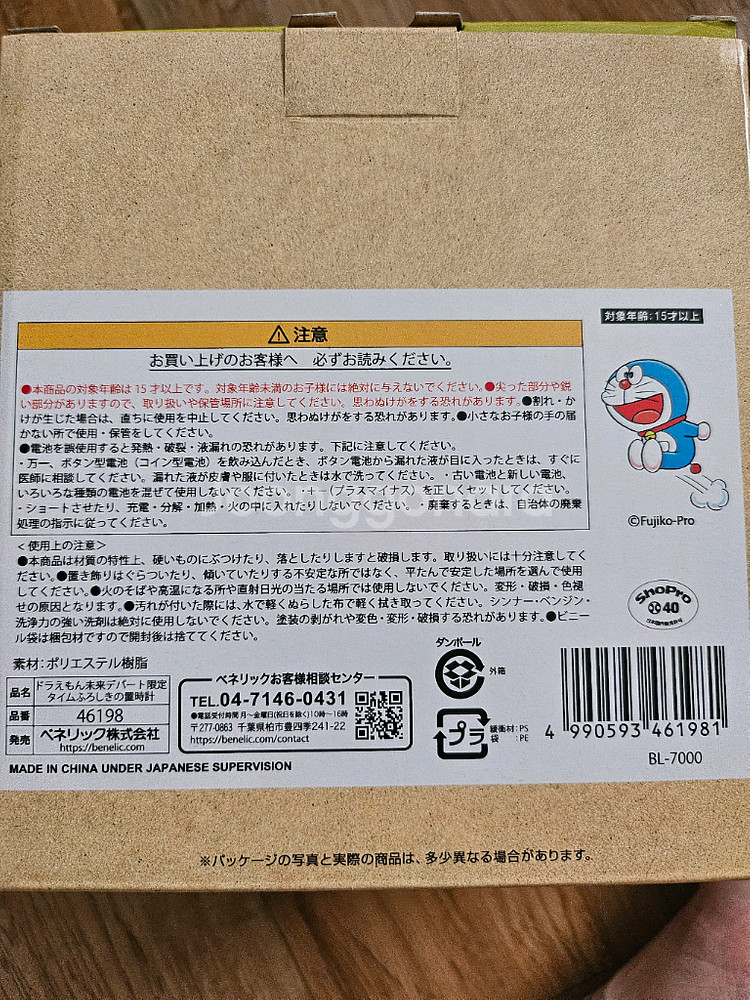 ⚠注意
お買い上げのお客様へ 必ずお読みください。
●本商品の対象年齢は15才以上です。対象年齢未満のお子様には絶対に与えないでください。●尖った部分や鋭
い部分がありますので、取り扱いや保管場所に注意してください。思わぬけがをする恐れがあります。●割れ・か
けが生じた場合は、直ちに使用を中止してください。思わぬけがをする恐れがあります。●小さなお子様の手の届
かない所で使用・保管をしてください。
●電池を誤使用すると発熱・破裂・液漏れの恐れがあります。下記に注意してください。
・万一、ボタン型電池（コイン型電池）を飲み込んだとき、ボタン電池から漏れた液が目に入ったときは、すぐに
医師に相談してください。漏れた液が皮膚や服に付いたときは水で洗ってください。・古い電池と新しい電池、
いろいろな種類の電池を混ぜて使用しないでください。・+－（プラスマイナス）を正しくセットしてください。
・ショートさせたり、充電・分解・加熱・火の中に入れたりしないでください。・廃棄するときは、自治体の廃棄
処理の指示に従ってください。
対象年齢:15才以上
©Fujiko-Pro
＜使用上の注意＞
●本商品は材質の特性上、硬いものにぶつけたり、落としたりしますと破損します。取り扱いには十分注意してく
ださい。●置き飾りはぐらついたり、傾いていたりする不安定な所ではなく、平たんで安定した場所を選んで使用
してください。●火のそばや高温になる所や直射日光の当たる場所では使用しないでください。変形・破損・色褪
せの原因となります。●汚れが付いた際には、水で軽くぬらした布で軽く拭き取ってください。シンナー・ベンジン・
洗浄力の強い洗剤は絶対に使用しないでください。塗装の剥がれや変色・変形・破損する恐れがあります。●ビニー
ル袋は梱包材ですので開封後は捨ててください。
ShoPro
40
素材：ポリエステル樹脂
品名 ドラえもん未来デパート限定
タイムふろしきの置時計
品番 46198
発売 ベネリック株式会社
https://benelic.com
ベネリックお客様相談センター
TEL.04-7146-0431
●電話受付時間 月～金曜日(祝日を除く)10時～16時
〒277-0863 千葉県柏市豊四季241-22
https://benelic.com/contact
ダンボール
外箱
プラ
緩衝材：PS
袋　：PE
4 990593 461981
BL-7000
MADE IN CHINA UNDER JAPANESE SUPERVISION
※パッケージの写真と実際の商品は、多少異なる場合があります。